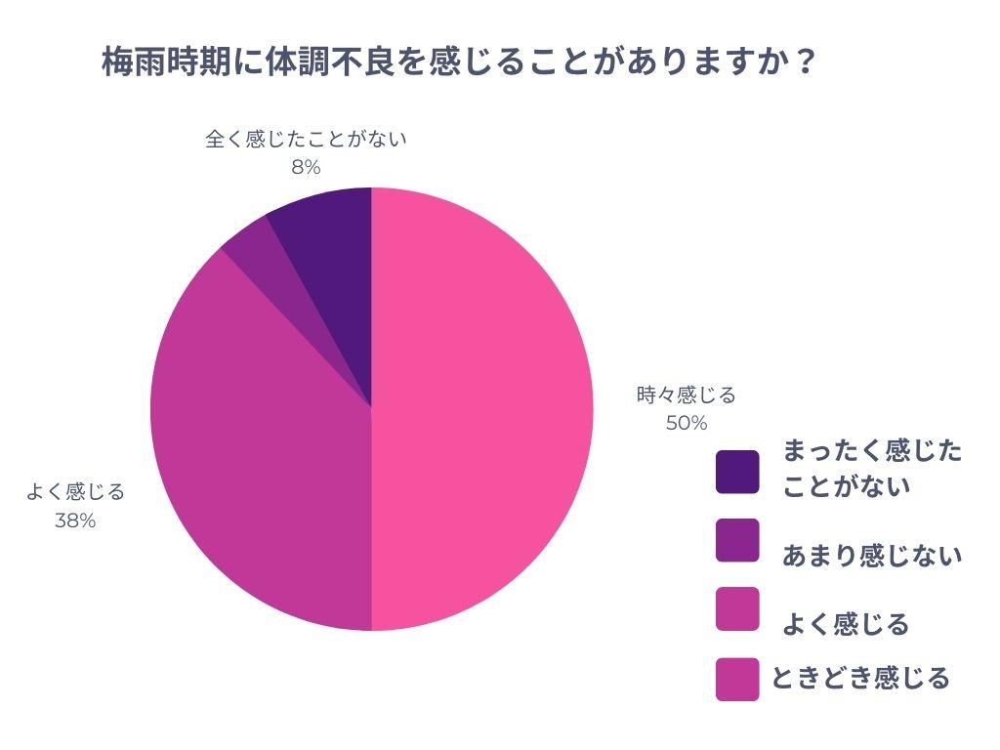 梅雨時期に体調不良を感じることがありますか？
全く感じたことがない
8%
時々感じる
50%
よく感じる
38%
まったく感じた
ことがない
あまり感じない
よく感じる
ときどき感じる